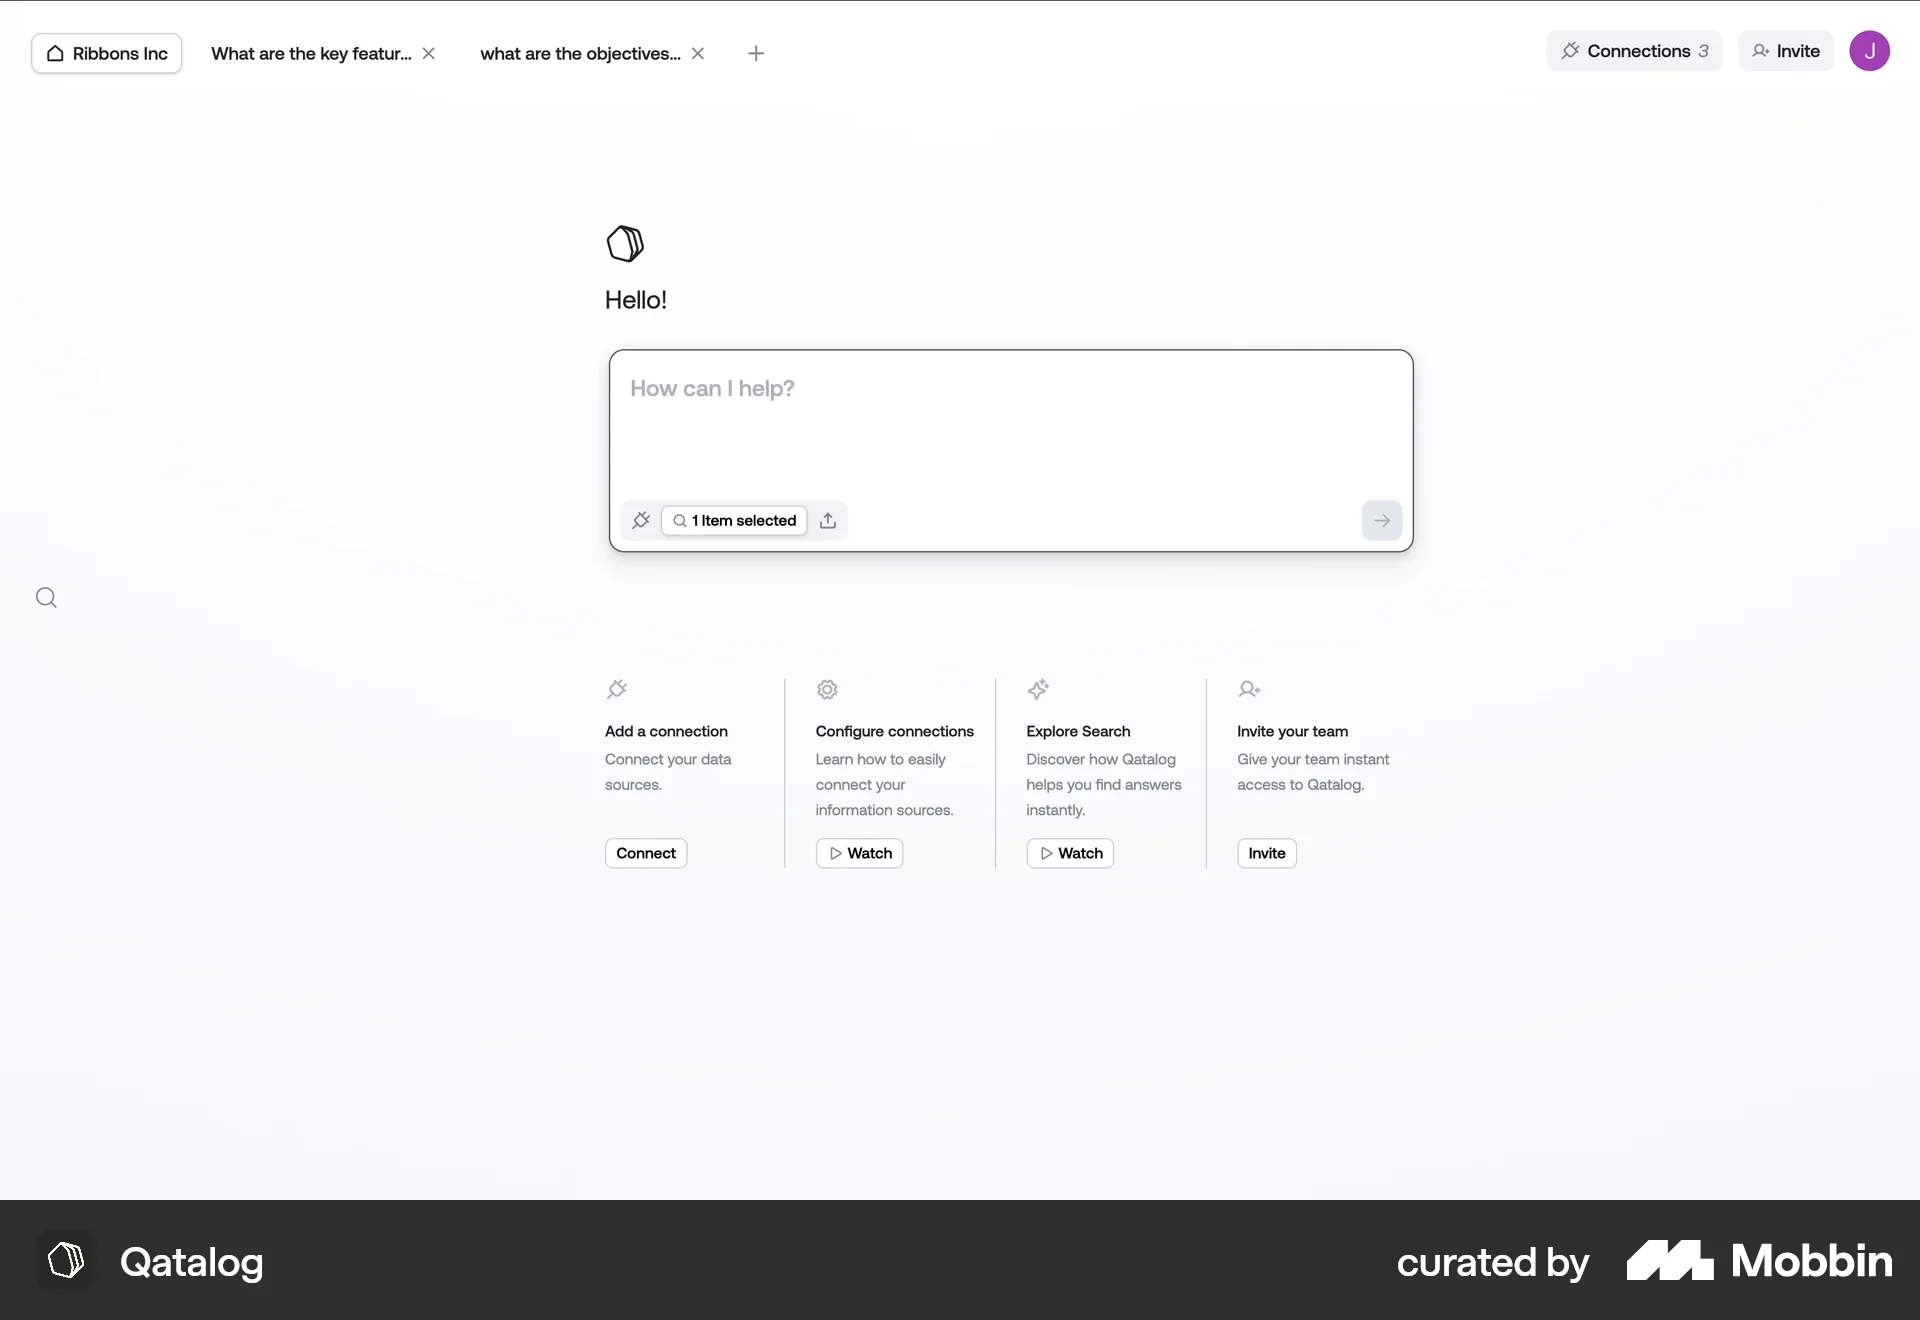 Ribbons Inc
What are the key featur...
what are the objectives...
Connections 3
Invite
J
Hello!
How can I help?
1 Item selected
Add a connection
Connect your data
sources.
Connect
Configure connections
Learn how to easily
connect your
information sources.
Watch
Explore Search
Discover how Qatalog
helps you find answers
instantly.
Watch
Invite your team
Give your team instant
access to Qatalog.
Invite
Qatalog
curated by
Mobbin